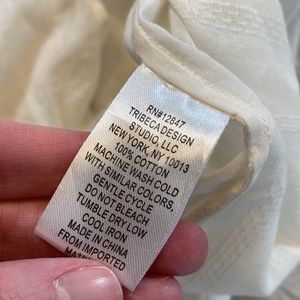 RN#12847
TRIBECA DESIGN
STUDIO, LLC
NEW YORK, NY 10013
100% COTTON
MACHINE WASH COLD
WITH SIMILAR COLORS,
GENTLE CYCLE
DO NOT BLEACH
TUMBLE DRY LOW
COOL IRON
MADE IN CHINA
FROM IMPORTED